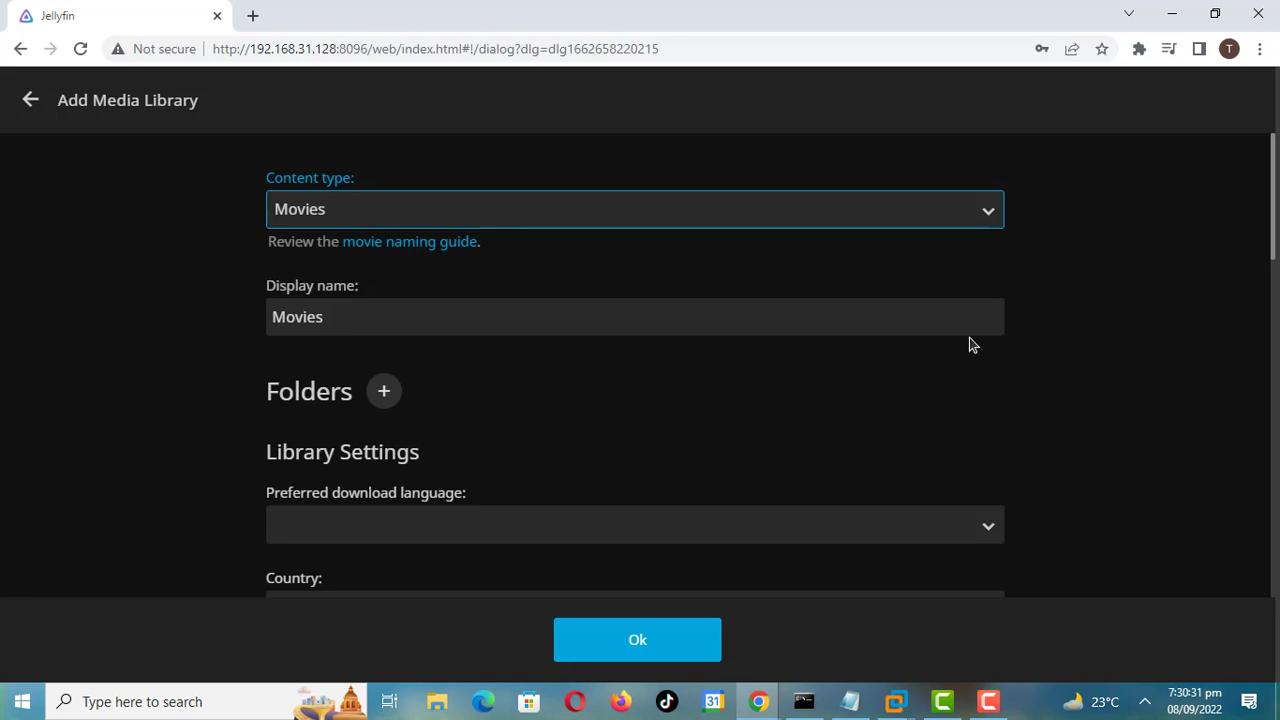 Jellyfin
Not secure
http://192.168.31.128:8096/web/index.html#!/dialog?dlg=dlg1662658220215
T
Add Media Library
Content type:
Movies
Review the movie naming guide.
Display name:
Movies
Folders +
Library Settings
Preferred download language:
Country:
Ok
Type here to search
31
23°C
7:30:31 pm
08/09/2022